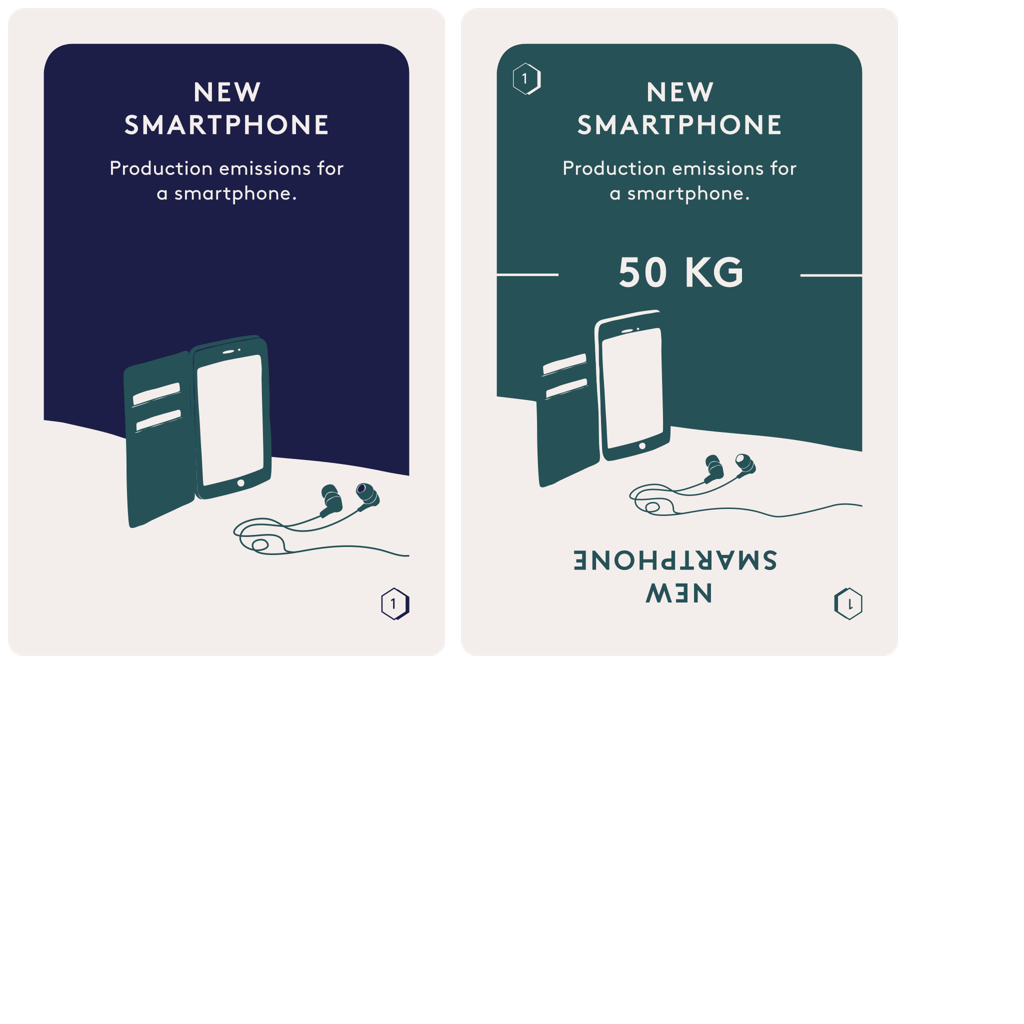 NEW
SMARTPHONE
Production emissions for
a smartphone.
1
1
NEW
SMARTPHONE
Production emissions for
a smartphone.
50 KG
NEW
SMARTPHONE
1